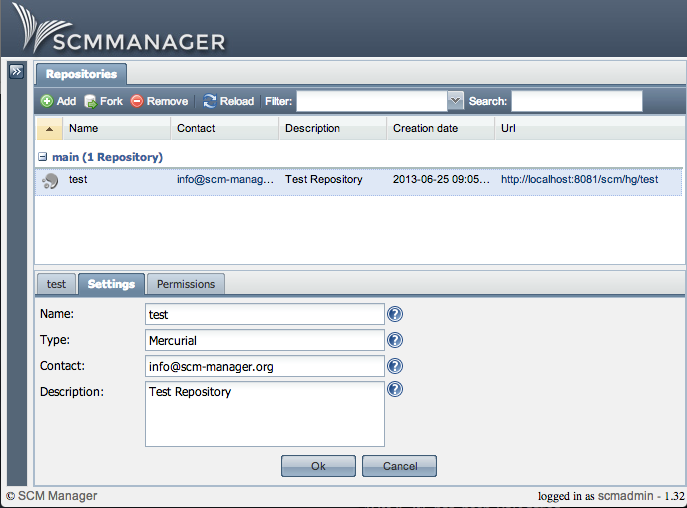 SCMMANAGER
Repositories
Add Fork Remove Reload Filter: Search:
Name Contact Description Creation date Url
main (1 Repository)
test info@scm-manag... Test Repository 2013-06-25 09:05... http://localhost:8081/scm/hg/test
test Settings Permissions
Name: test
Type: Mercurial
Contact: info@scm-manager.org
Description: Test Repository
Ok Cancel
© SCM Manager logged in as scmadmin - 1.32